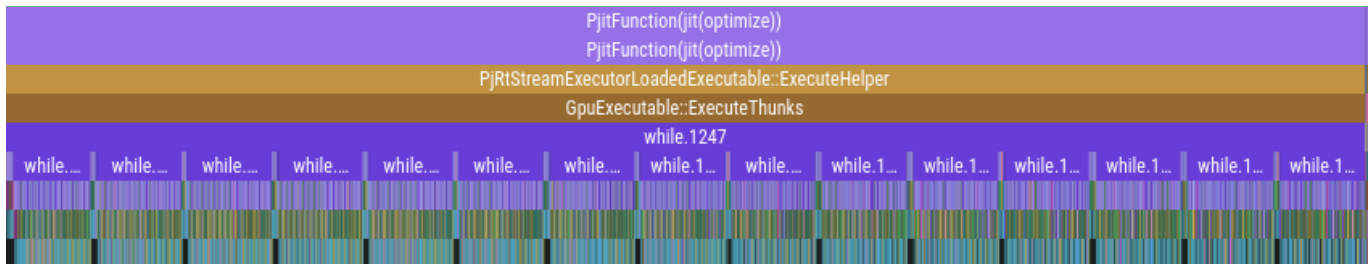 PjitFunction(jit(optimize))
PjitFunction(jit(optimize))
PjRtStreamExecutorLoadedExecutable::ExecuteHelper
GpuExecutable::ExecuteThunks
while.1247
while.... while.... while.... while.... while.... while.... while.... while.1... while.... while.1... while.1... while.1... while.1... while.1... while.1...